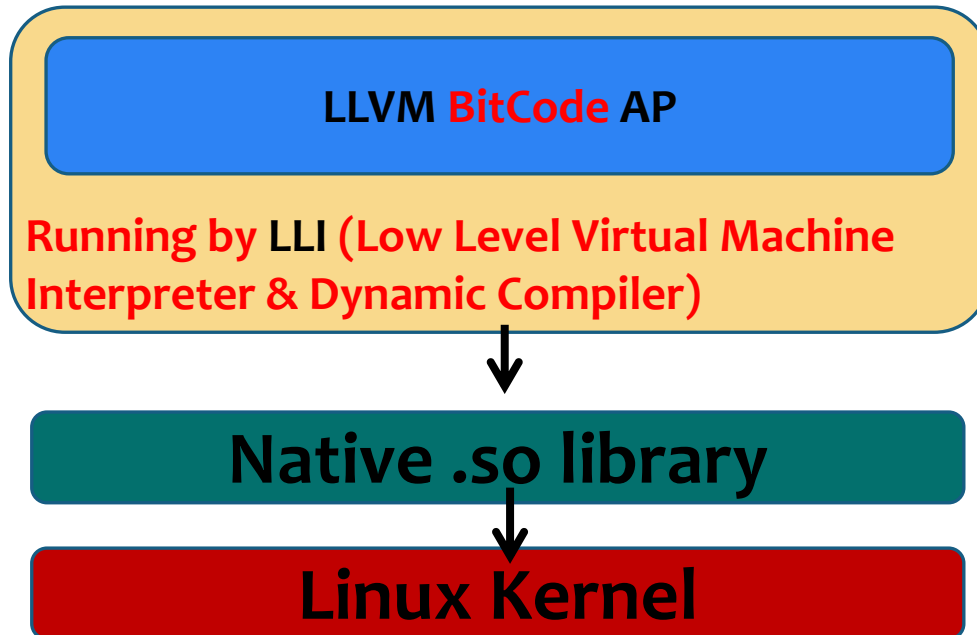 LLVM BitCode AP
Running by LLI (Low Level Virtual Machine
Interpreter & Dynamic Compiler)
Native .so library
Linux Kernel